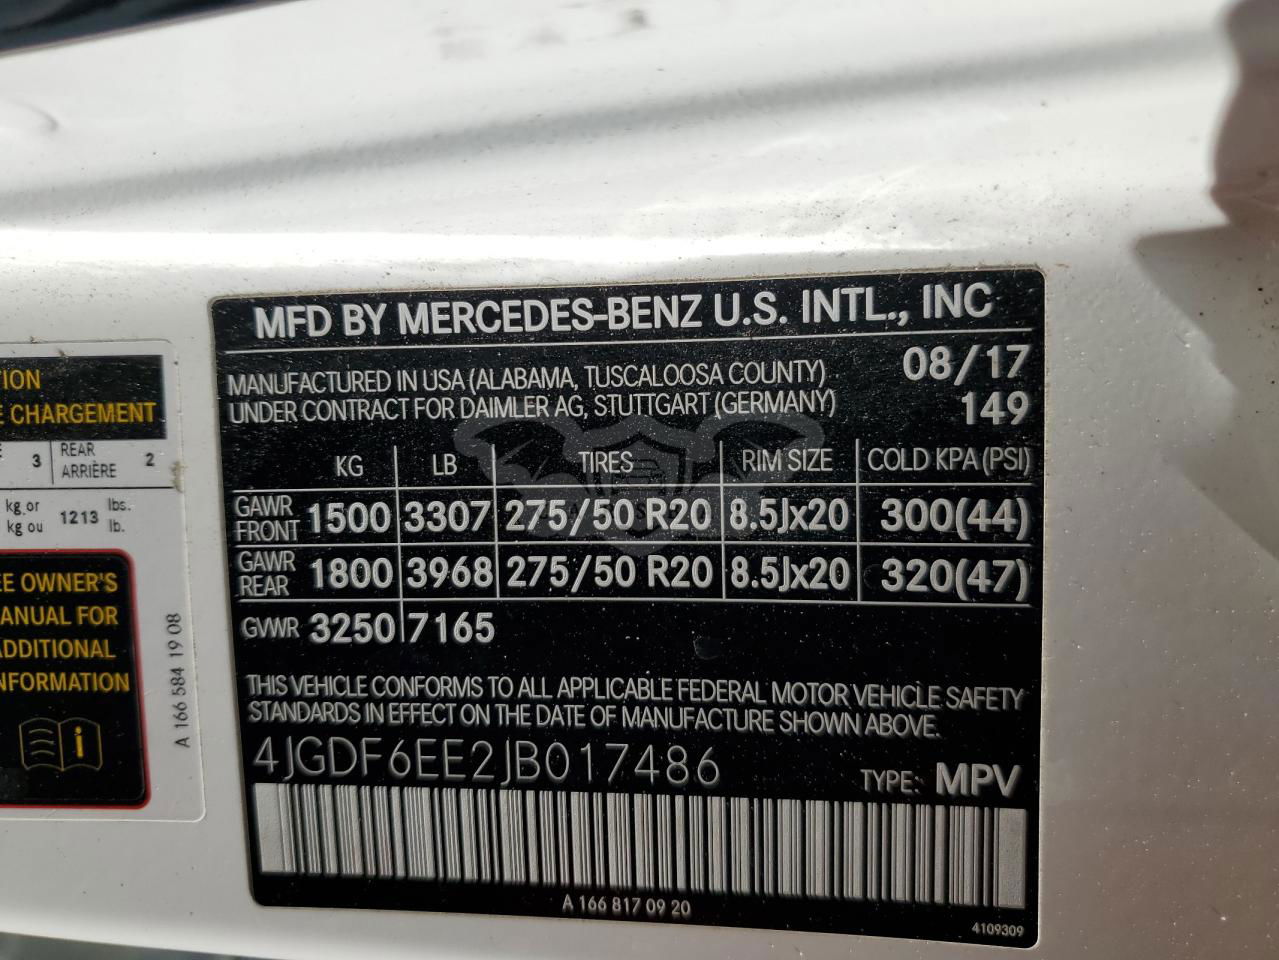 MFD BY MERCEDES-BENZ U.S. INTL., INC
MANUFACTURED IN USA (ALABAMA, TUSCALOOSA COUNTY) 08/17
UNDER CONTRACT FOR DAIMLER AG, STUTTGART (GERMANY) 149
KG LB TIRES RIM SIZE COLD KPA (PSI)
GAWR FRONT 1500 3307 275/50 R20 8.5Jx20 300(44)
GAWR REAR 1800 3968 275/50 R20 8.5Jx20 320(47)
GVWR 3250 7165
THIS VEHICLE CONFORMS TO ALL APPLICABLE FEDERAL MOTOR VEHICLE SAFETY
STANDARDS IN EFFECT ON THE DATE OF MANUFACTURE SHOWN ABOVE.
4JGDF6EE2JB017486 TYPE: MPV
A 166 817 09 20
4109309
CHARGEMENT
3 REAR ARRIÈRE 2
kg or 1213 lbs.
kg ou lb.
OWNER'S
FOR
A 166 584 19 08